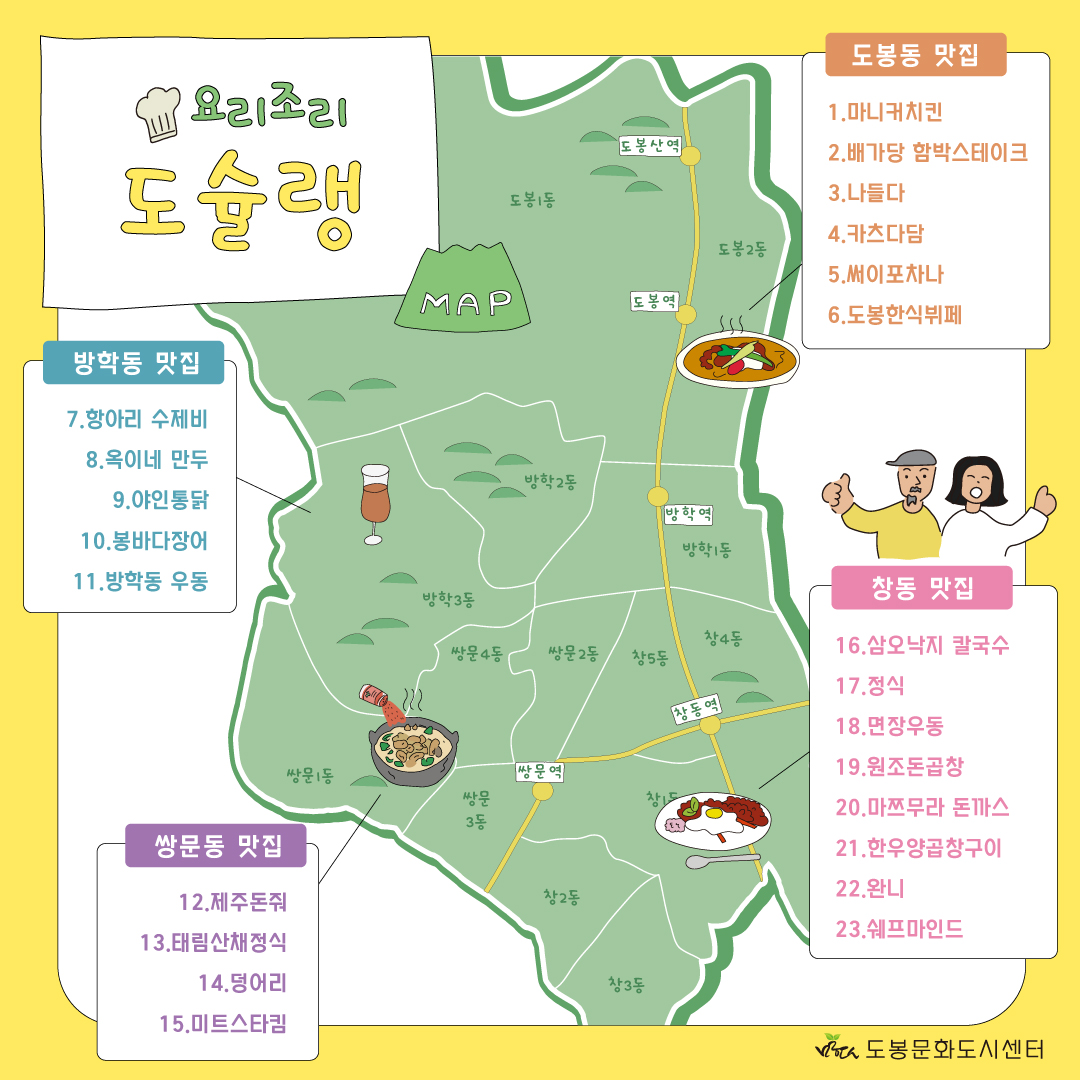 요리조리
도슐랭
MAP
도봉동 맛집
1.마니커치킨
2.배가당 함박스테이크
3.나들다
4.카츠다담
5.써이포차나
6.도봉한식뷔페
도봉산역
도봉1동
도봉2동
도봉역
방학동 맛집
7.항아리 수제비
8.옥이네 만두
9.야인통닭
10.봉바다장어
11.방학동 우동
방학2동
방학역
방학1동
방학3동
쌍문4동
쌍문2동
창5동
창4동
창동역
창동 맛집
16.삼오낙지 칼국수
17.정식
18.면장우동
19.원조돈곱창
20.마쯔무라 돈까스
21.한우양곱창구이
22.완니
23.쉐프마인드
쌍문1동
쌍문역
쌍문
3동
창1동
창2동
창3동
쌍문동 맛집
12.제주돈줘
13.태림산채정식
14.덩어리
15.미트스타킴
도봉문화도시센터